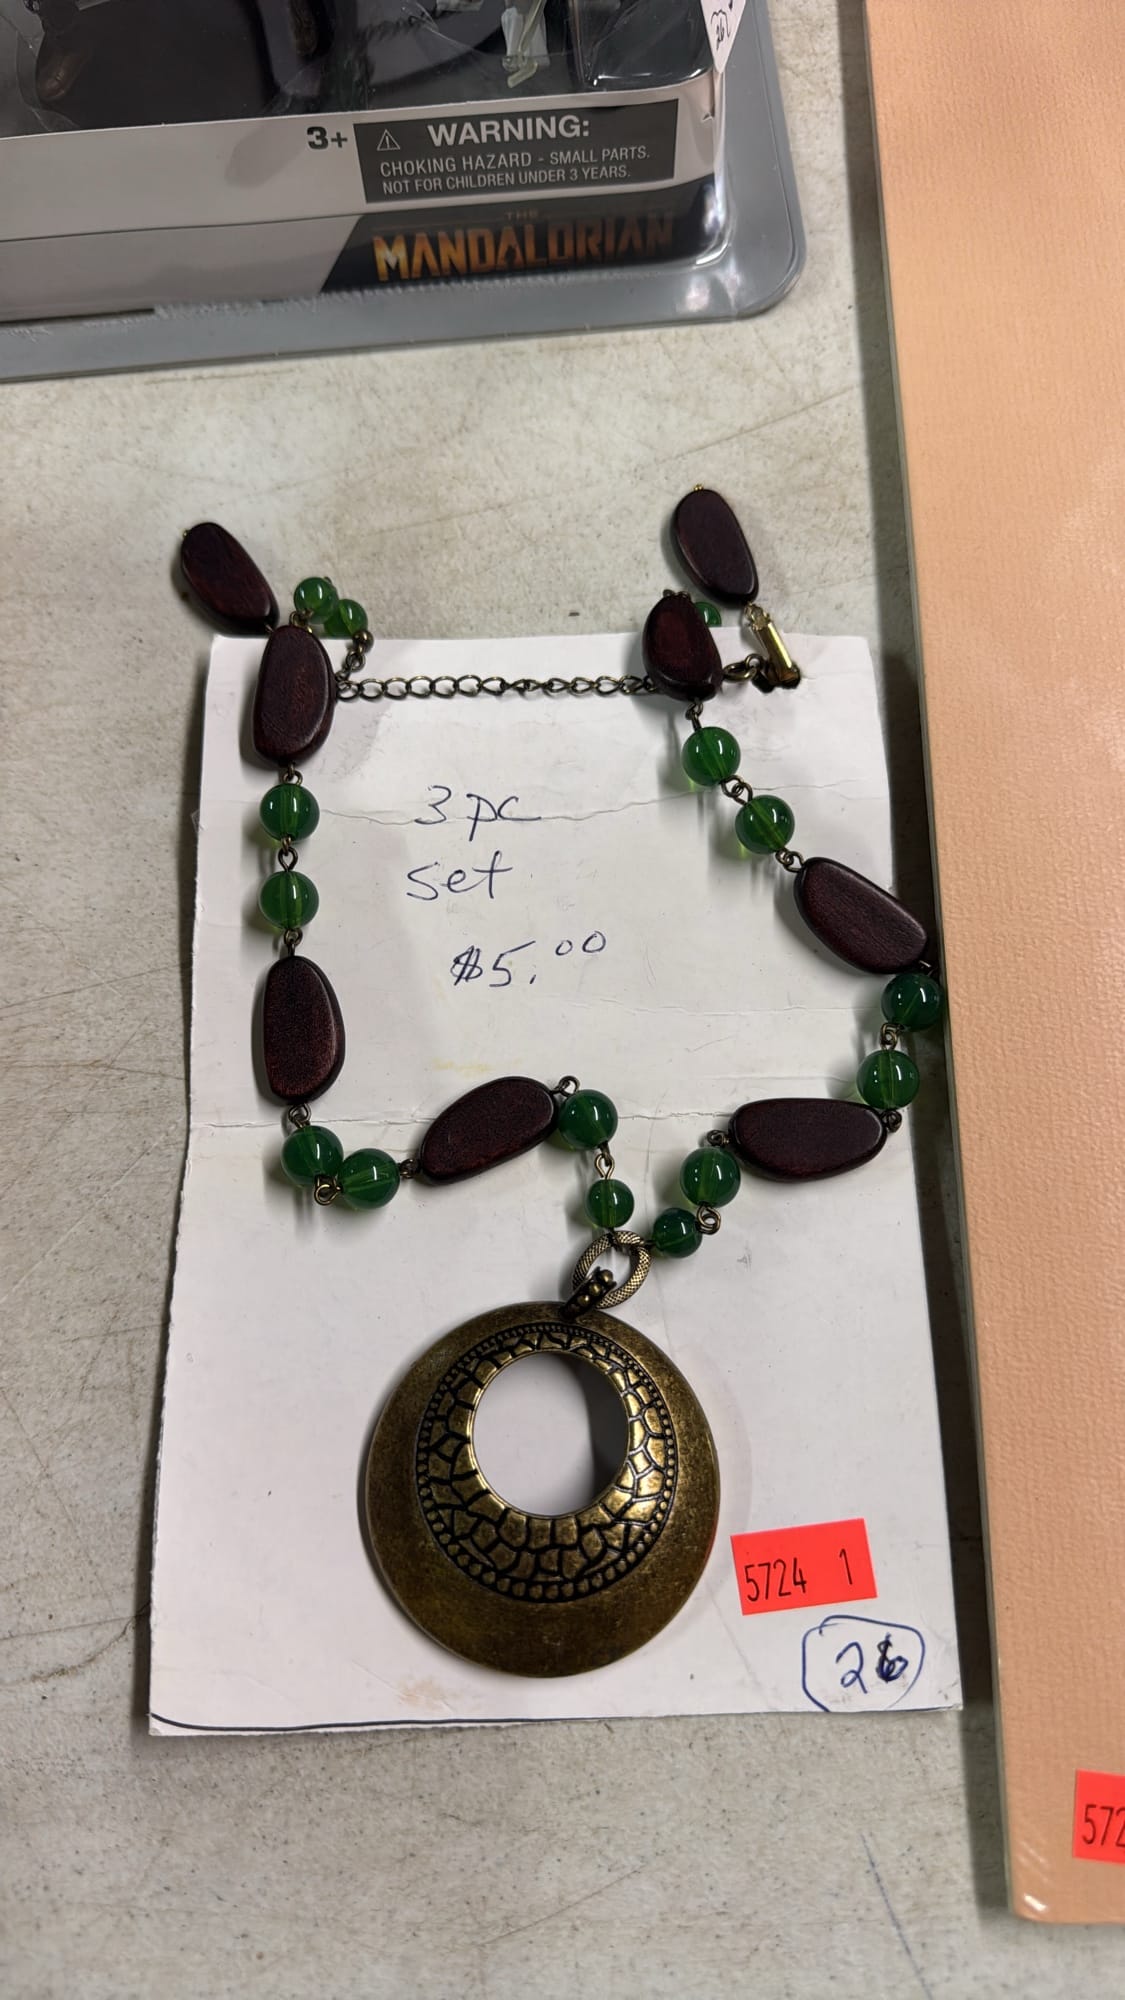 3+
WARNING:
CHOKING HAZARD - SMALL PARTS.
NOT FOR CHILDREN UNDER 3 YEARS.
THE
MANDALORIAN
3 pc
set
$5.00
5724 1
26
572